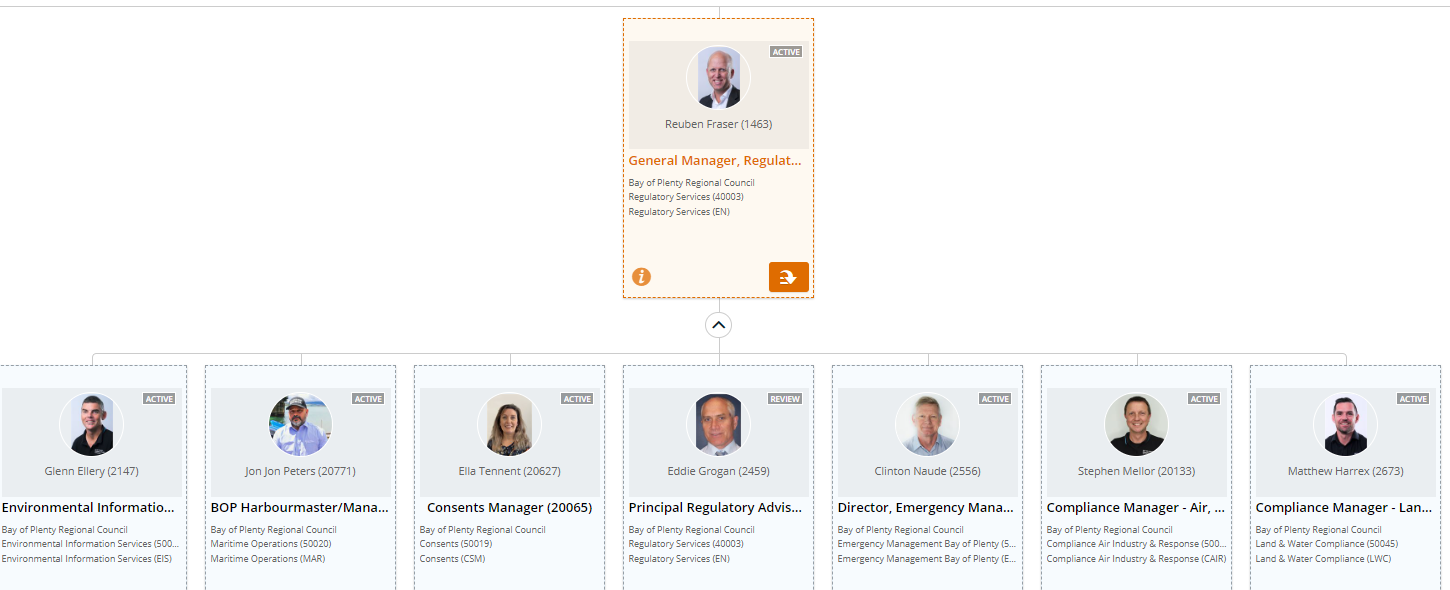 ACTIVE
Reuben Fraser (1463)
General Manager, Regulat...
Bay of Plenty Regional Council
Regulatory Services (40003)
Regulatory Services (EN)
i
ACTIVE
Glenn Ellery (2147)
Environmental Informatio...
Bay of Plenty Regional Council
Environmental Information Services (500...
Environmental Information Services (EIS)
ACTIVE
Jon Jon Peters (20771)
BOP Harbourmaster/Mana...
Bay of Plenty Regional Council
Maritime Operations (50020)
Maritime Operations (MAR)
ACTIVE
Ella Tennent (20627)
Consents Manager (20065)
Bay of Plenty Regional Council
Consents (50019)
Consents (CSM)
REVIEW
Eddie Grogan (2459)
Principal Regulatory Advis...
Bay of Plenty Regional Council
Regulatory Services (40003)
Regulatory Services (EN)
ACTIVE
Clinton Naude (2556)
Director, Emergency Mana...
Bay of Plenty Regional Council
Emergency Management Bay of Plenty (5...
Emergency Management Bay of Plenty (E...
ACTIVE
Stephen Mellor (20133)
Compliance Manager - Air, ...
Bay of Plenty Regional Council
Compliance Air Industry & Response (500...
Compliance Air Industry & Response (CAIR)
ACTIVE
Matthew Harrex (2673)
Compliance Manager - Lan...
Bay of Plenty Regional Council
Land & Water Compliance (50045)
Land & Water Compliance (LWC)